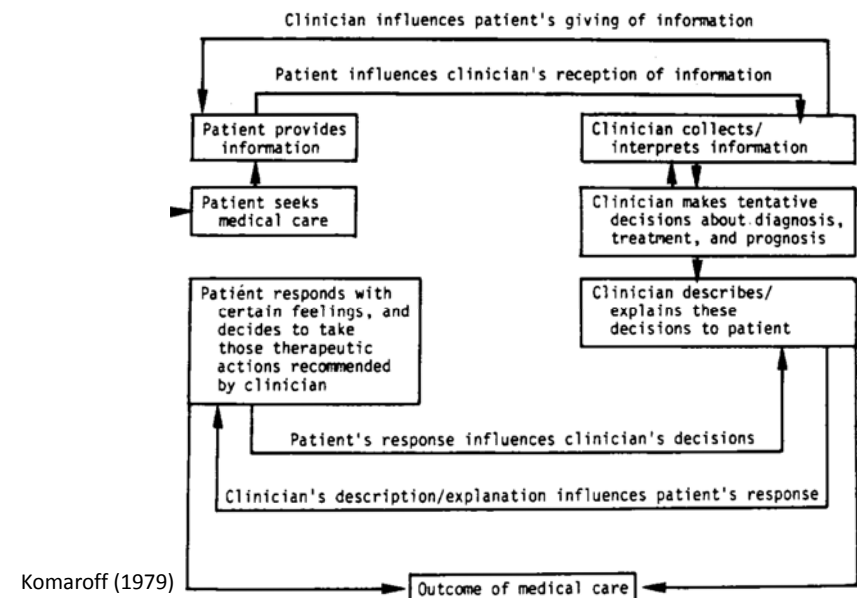 Clinician influences patient's giving of information
Patient influences clinician's reception of information
Patient provides
information
Clinician collects/
interprets information
Patient seeks
medical care
Clinician makes tentative
decisions about diagnosis,
treatment, and prognosis
Patient responds with
certain feelings, and
decides to take
those therapeutic
actions recommended
by clinician
Clinician describes/
explains these
decisions to patient
Patient's response influences clinician's decisions
Clinician's description/explanation influences patient's response
Komaroff (1979)
Outcome of medical care